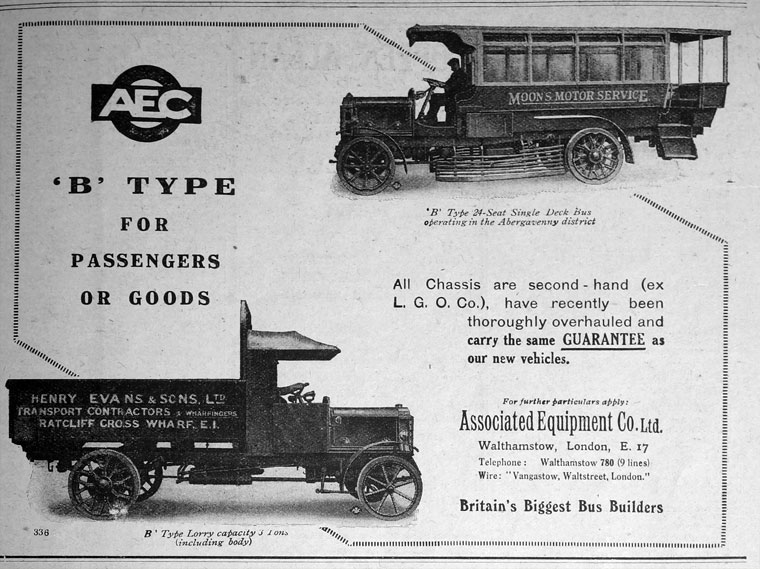 AEC
'B' TYPE
FOR
PASSENGERS
OR GOODS
MOON'S MOTOR SERVICE
'B' Type 24-Seat Single Deck Bus
operating in the Abergavenny district
All Chassis are second-hand (ex
L. G. O. Co.), have recently been
thoroughly overhauled and
carry the same GUARANTEE as
our new vehicles.
HENRY EVANS & SONS, LTD
TRANSPORT CONTRACTORS & WHARFINGERS
RATCLIFF CROSS WHARF. E.I.
B' Type Lorry capacity 3 Tons
(including body)
For further particulars apply:
Associated Equipment Co. Ltd.
Walthamstow, London, E. 17
Telephone: Walthamstow 780 (9 lines)
Wire: "Vangastow, Waltstreet, London."
Britain's Biggest Bus Builders
336